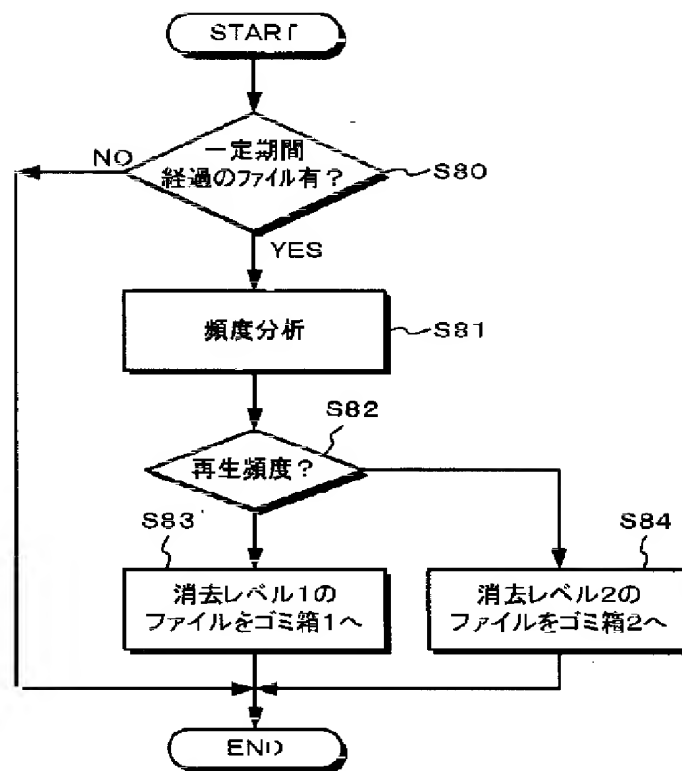 START
一定期間
経過のファイル有？
NO
S80
YES
頻度分析
S81
S82
再生頻度？
S83
S84
消去レベル1の
ファイルをゴミ箱1へ
消去レベル2の
ファイルをゴミ箱2へ
END